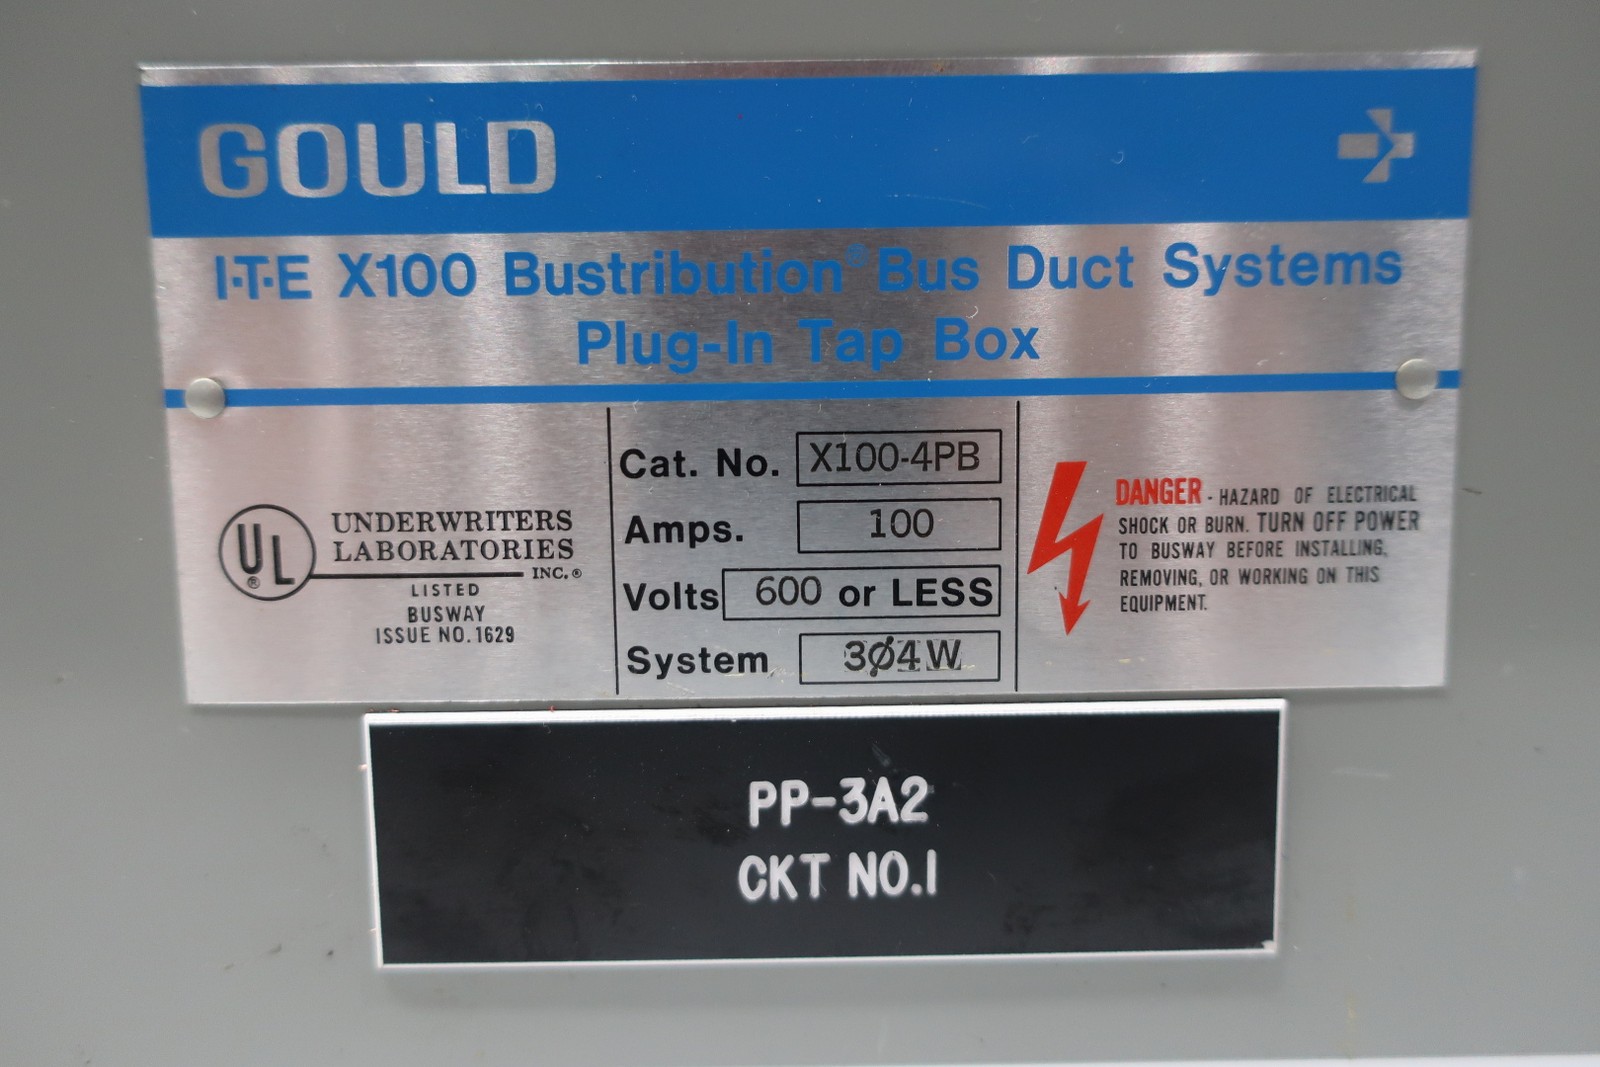 GOULD
I·T·E X100 Bustribution® Bus Duct Systems
Plug-In Tap Box
UL®
UNDERWRITERS
LABORATORIES
INC.®
LISTED
BUSWAY
ISSUE NO. 1629
Cat. No. X100-4PB
Amps. 100
Volts 600 or LESS
System 3Ø4W
DANGER - HAZARD OF ELECTRICAL
SHOCK OR BURN. TURN OFF POWER
TO BUSWAY BEFORE INSTALLING,
REMOVING, OR WORKING ON THIS
EQUIPMENT.
PP-3A2
CKT NO.1